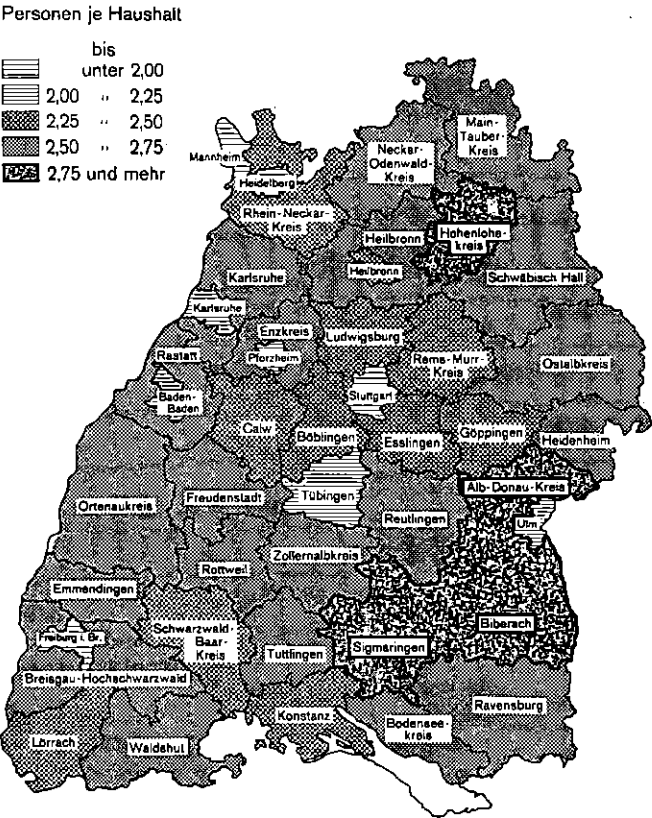 Personen je Haushalt
bis
unter 2,00
2,00 " 2,25
2,25 " 2,50
2,50 " 2,75
2,75 und mehr
Main-
Tauber-
Kreis
Neckar-
Odenwald-
Kreis
Mannheim
Heidelberg
Rhein-Neckar-
Kreis
Hohenlohe-
kreis
Heilbronn
Heilbronn
Schwäbisch Hall
Karlsruhe
Karlsruhe
Enzkreis
Ludwigsburg
Pforzheim
Rastatt
Rems-Murr-
Kreis
Ostalbkreis
Baden-
Baden
Stuttgart
Calw
Böblingen
Esslingen
Göppingen
Heidenheim
Alb-Donau-Kreis
Ortenaukreis
Freudenstadt
Tübingen
Reutlingen
Ulm
Zollernalbkreis
Rottweil
Emmendingen
Freiburg i. Br.
Schwarzwald-
Baar-
Kreis
Tuttlingen
Sigmaringen
Biberach
Breisgau-Hochschwarzwald
Konstanz
Ravensburg
Bodensee-
kreis
Lörrach
Waldshut